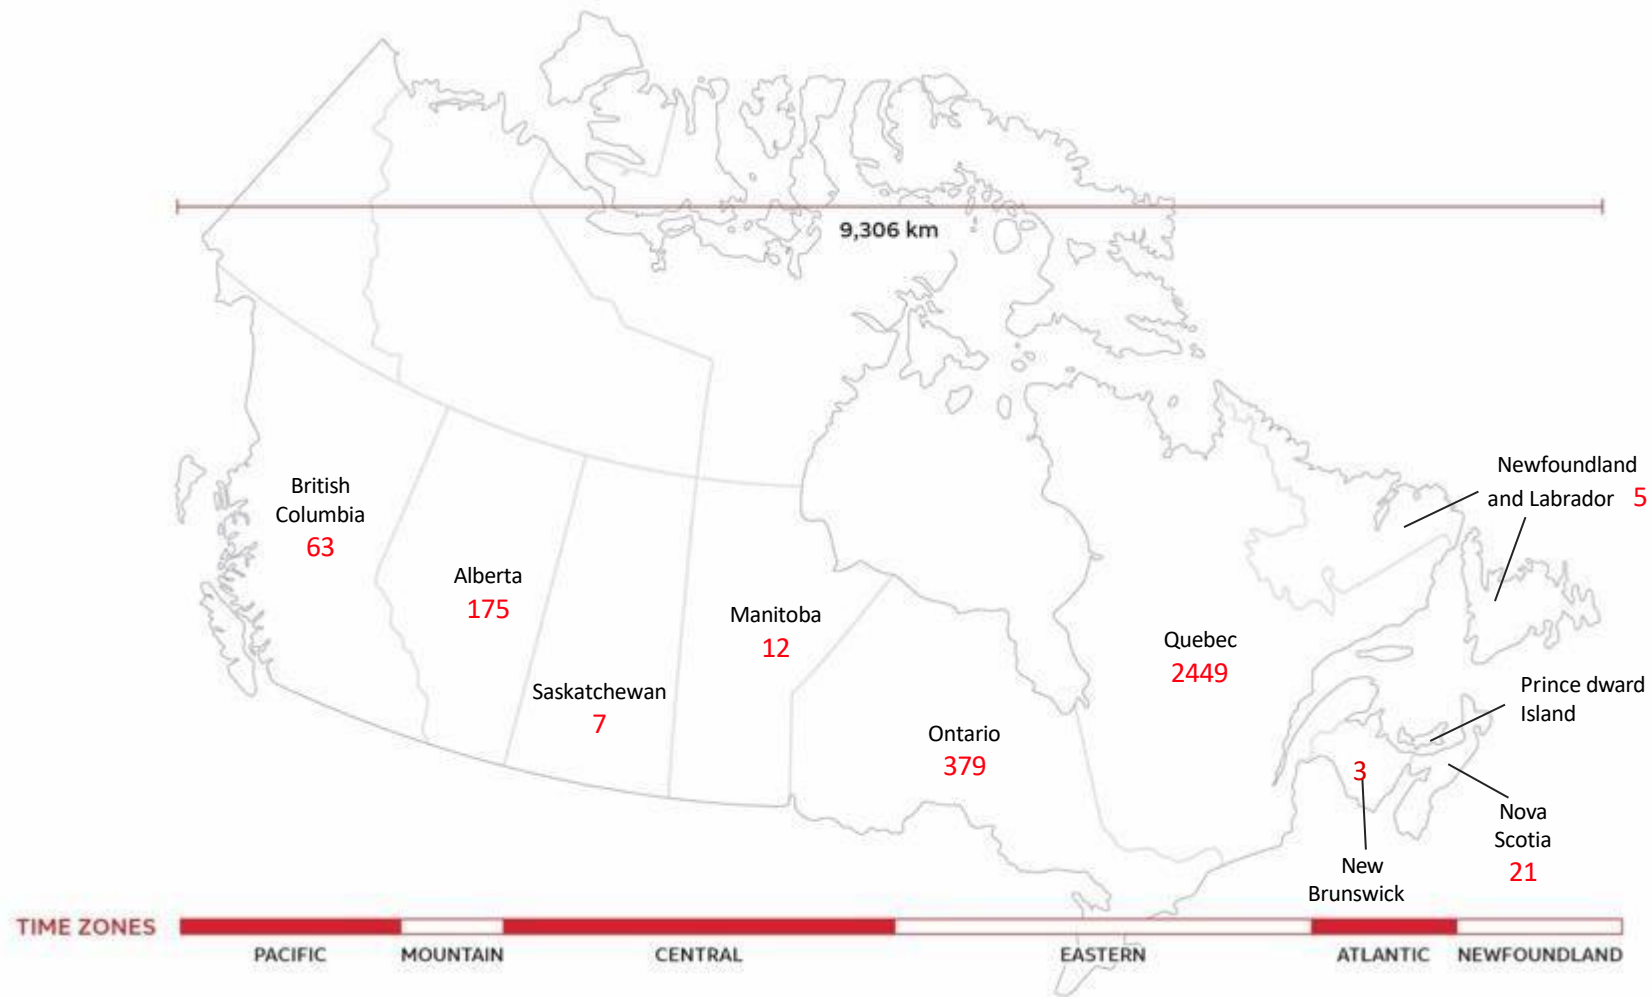 9,306 km
British
Columbia
63
Alberta
175
Saskatchewan
7
Manitoba
12
Ontario
379
Quebec
2449
Newfoundland
and Labrador 5
Prince dward
Island
3
New
Brunswick
Nova
Scotia
21
TIME ZONES
PACIFIC MOUNTAIN CENTRAL EASTERN ATLANTIC NEWFOUNDLAND